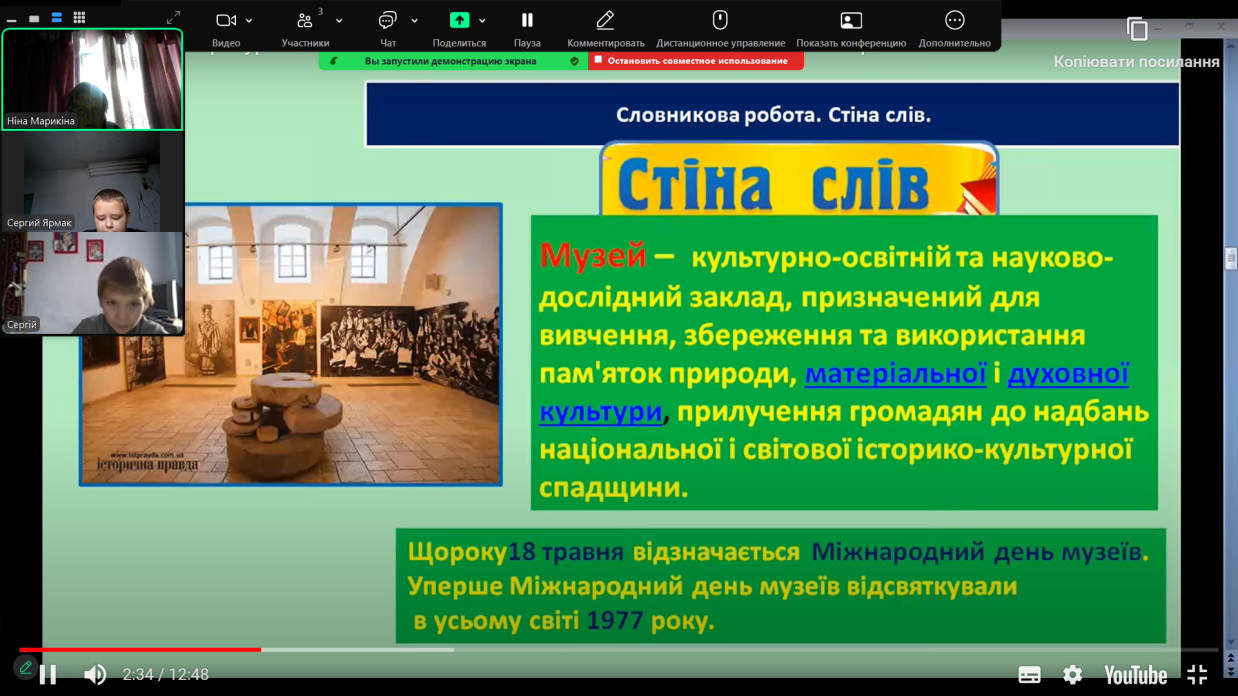 3
Видео
Участники
Чат
Поделиться
Пауза
Комментировать
Дистанционное управление
Показать конференцию
Дополнительно
Вы запустили демонстрацию экрана
Остановить совместное использование
Копіювати посилання
Ніна Марикіна
Сергий Ярмак
Сергій
Словникова робота. Стіна слів.
Стіна слів
Музей – культурно-освітній та науково-
дослідний заклад, призначений для
вивчення, збереження та використання
пам'яток природи, матеріальної і духовної
культури, прилучення громадян до надбань
національної і світової історико-культурної
спадщини.
www.istpravda.com.ua
історична правда
Щороку18 травня відзначається Міжнародний день музеїв.
Уперше Міжнародний день музеїв відсвяткували
в усьому світі 1977 року.
2:34 / 12:48
YouTube